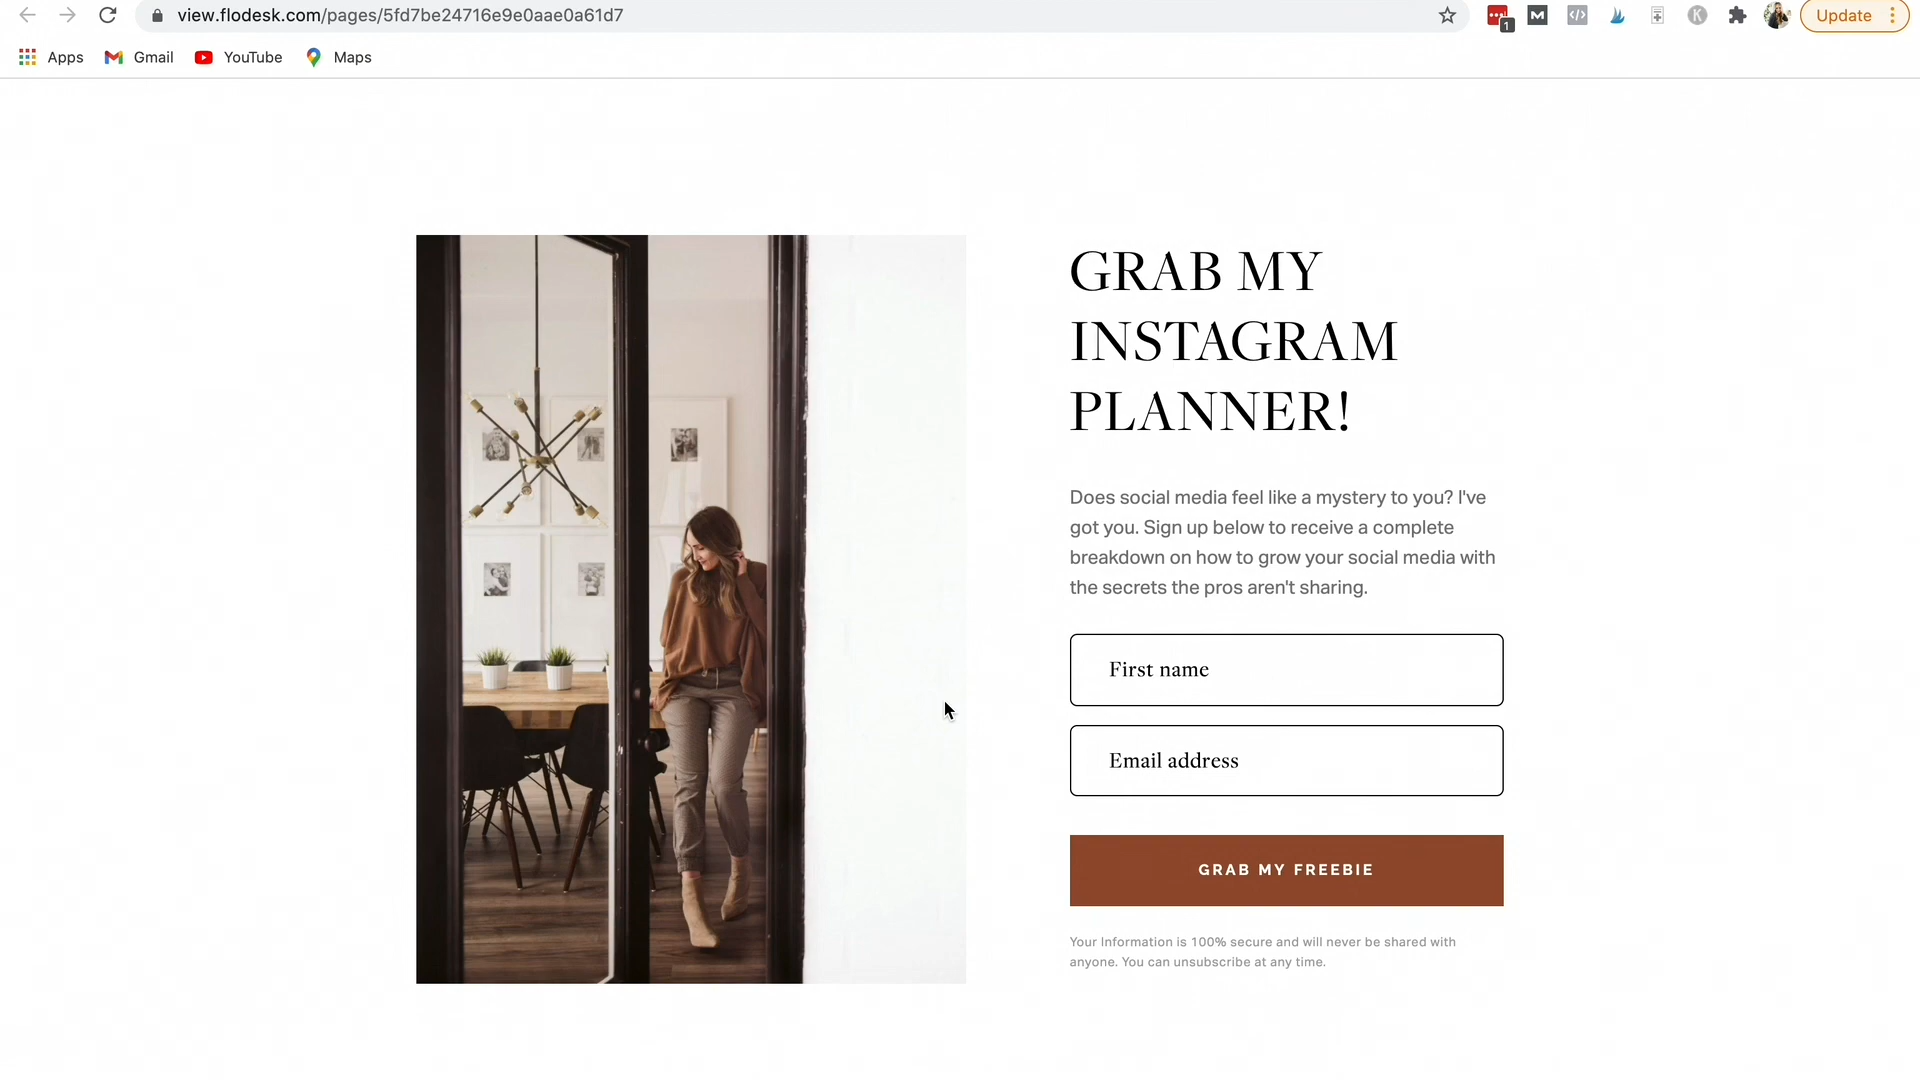 view.flodesk.com/pages/5fd7be24716e9e0aae0a61d7
1
Update
Apps
Gmail
YouTube
Maps
GRAB MY
INSTAGRAM
PLANNER!
Does social media feel like a mystery to you? I've
got you. Sign up below to receive a complete
breakdown on how to grow your social media with
the secrets the pros aren't sharing.
First name
Email address
GRAB MY FREEBIE
Your Information is 100% secure and will never be shared with
anyone. You can unsubscribe at any time.